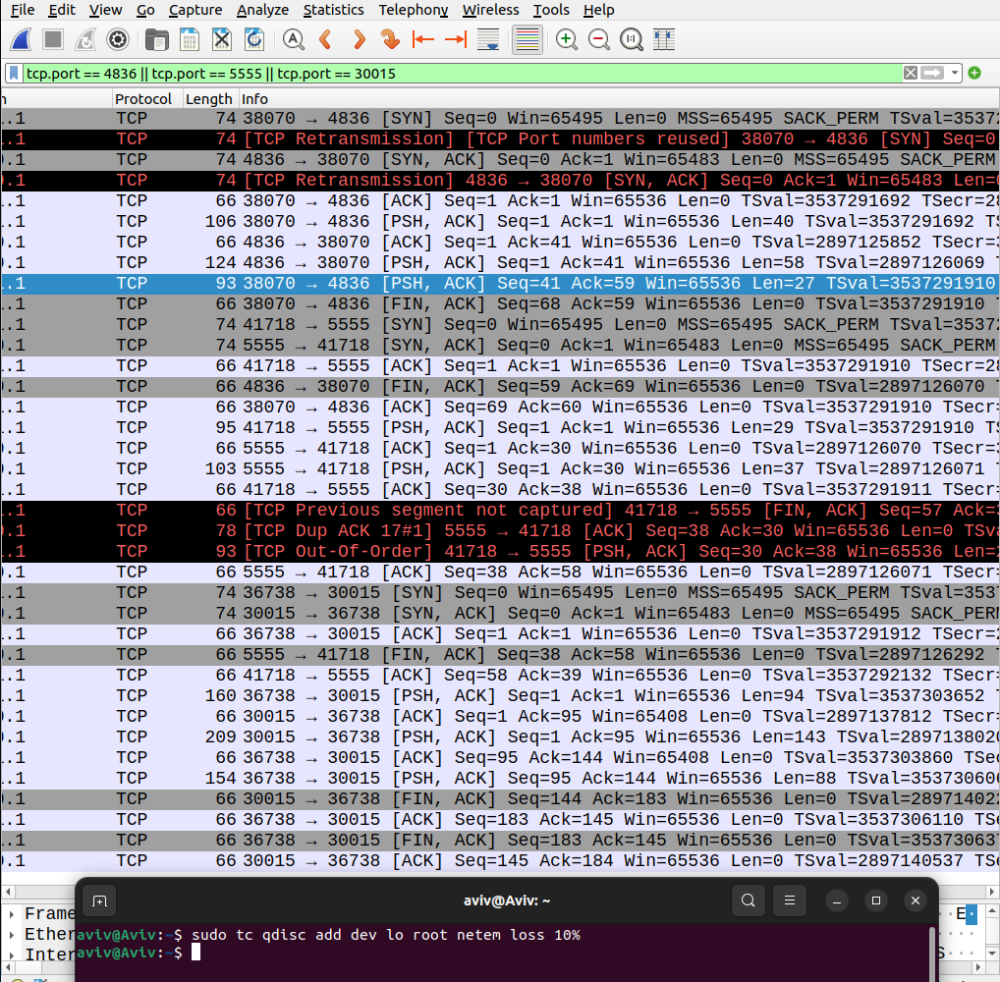 File Edit View Go Capture Analyze Statistics Telephony Wireless Tools Help
tcp.port == 4836 || tcp.port == 5555 || tcp.port == 30015
Protocol Length Info
.1 TCP 74 38070 → 4836 [SYN] Seq=0 Win=65495 Len=0 MSS=65495 SACK_PERM TSval=35372
.1 TCP 74 [TCP Retransmission] [TCP Port numbers reused] 38070 → 4836 [SYN] Seq=0
.1 TCP 74 4836 → 38070 [SYN, ACK] Seq=0 Ack=1 Win=65483 Len=0 MSS=65495 SACK_PERM
.1 TCP 74 [TCP Retransmission] 4836 → 38070 [SYN, ACK] Seq=0 Ack=1 Win=65483 Len=
.1 TCP 66 38070 → 4836 [ACK] Seq=1 Ack=1 Win=65536 Len=0 TSval=3537291692 TSecr=28
.1 TCP 106 38070 → 4836 [PSH, ACK] Seq=1 Ack=1 Win=65536 Len=40 TSval=3537291692 TS
.1 TCP 66 4836 → 38070 [ACK] Seq=1 Ack=41 Win=65536 Len=0 TSval=2897125852 TSecr=3
.1 TCP 124 4836 → 38070 [PSH, ACK] Seq=1 Ack=41 Win=65536 Len=58 TSval=2897126069 T
.1 TCP 93 38070 → 4836 [PSH, ACK] Seq=41 Ack=59 Win=65536 Len=27 TSval=3537291910
.1 TCP 66 38070 → 4836 [FIN, ACK] Seq=68 Ack=59 Win=65536 Len=0 TSval=3537291910 T
.1 TCP 74 41718 → 5555 [SYN] Seq=0 Win=65495 Len=0 MSS=65495 SACK_PERM TSval=35372
.1 TCP 74 5555 → 41718 [SYN, ACK] Seq=0 Ack=1 Win=65483 Len=0 MSS=65495 SACK_PERM
.1 TCP 66 41718 → 5555 [ACK] Seq=1 Ack=1 Win=65536 Len=0 TSval=3537291910 TSecr=28
.1 TCP 66 4836 → 38070 [FIN, ACK] Seq=59 Ack=69 Win=65536 Len=0 TSval=2897126070 T
.1 TCP 66 38070 → 4836 [ACK] Seq=69 Ack=60 Win=65536 Len=0 TSval=3537291910 TSecr=
.1 TCP 95 41718 → 5555 [PSH, ACK] Seq=1 Ack=1 Win=65536 Len=29 TSval=3537291910 TS
.1 TCP 66 5555 → 41718 [ACK] Seq=1 Ack=30 Win=65536 Len=0 TSval=2897126070 TSecr=3
.1 TCP 103 5555 → 41718 [PSH, ACK] Seq=1 Ack=30 Win=65536 Len=37 TSval=2897126071
.1 TCP 66 41718 → 5555 [ACK] Seq=30 Ack=38 Win=65536 Len=0 TSval=3537291911 TSecr=
.1 TCP 66 [TCP Previous segment not captured] 41718 → 5555 [FIN, ACK] Seq=57 Ack=
.1 TCP 78 [TCP Dup ACK 17#1] 5555 → 41718 [ACK] Seq=38 Ack=30 Win=65536 Len=0 TSva
.1 TCP 93 [TCP Out-Of-Order] 41718 → 5555 [PSH, ACK] Seq=30 Ack=38 Win=65536 Len=2
.1 TCP 66 5555 → 41718 [ACK] Seq=38 Ack=58 Win=65536 Len=0 TSval=2897126071 TSecr=
.1 TCP 74 36738 → 30015 [SYN] Seq=0 Win=65495 Len=0 MSS=65495 SACK_PERM TSval=3537
.1 TCP 74 30015 → 36738 [SYN, ACK] Seq=0 Ack=1 Win=65483 Len=0 MSS=65495 SACK_PERM
.1 TCP 66 36738 → 30015 [ACK] Seq=1 Ack=1 Win=65536 Len=0 TSval=3537291912 TSecr=2
.1 TCP 66 5555 → 41718 [FIN, ACK] Seq=38 Ack=58 Win=65536 Len=0 TSval=2897126292 T
.1 TCP 66 41718 → 5555 [ACK] Seq=58 Ack=39 Win=65536 Len=0 TSval=3537292132 TSecr=
.1 TCP 160 36738 → 30015 [PSH, ACK] Seq=1 Ack=1 Win=65536 Len=94 TSval=3537303652 T
.1 TCP 66 30015 → 36738 [ACK] Seq=1 Ack=95 Win=65408 Len=0 TSval=2897137812 TSecr=
.1 TCP 209 30015 → 36738 [PSH, ACK] Seq=1 Ack=95 Win=65536 Len=143 TSval=2897138020
.1 TCP 66 36738 → 30015 [ACK] Seq=95 Ack=144 Win=65408 Len=0 TSval=3537303860 TSec
.1 TCP 154 36738 → 30015 [PSH, ACK] Seq=95 Ack=144 Win=65536 Len=88 TSval=353730606
.1 TCP 66 30015 → 36738 [FIN, ACK] Seq=144 Ack=183 Win=65536 Len=0 TSval=289714022
.1 TCP 66 36738 → 30015 [ACK] Seq=183 Ack=145 Win=65536 Len=0 TSval=3537306110 TSe
.1 TCP 66 36738 → 30015 [FIN, ACK] Seq=183 Ack=145 Win=65536 Len=0 TSval=353730637
.1 TCP 66 30015 → 36738 [ACK] Seq=145 Ack=184 Win=65536 Len=0 TSval=2897140537 TSe
aviv@Aviv: ~
Frame
Ether
Inter
··E·
S···
aviv@Aviv:~$ sudo tc qdisc add dev lo root netem loss 10%
aviv@Aviv:~$